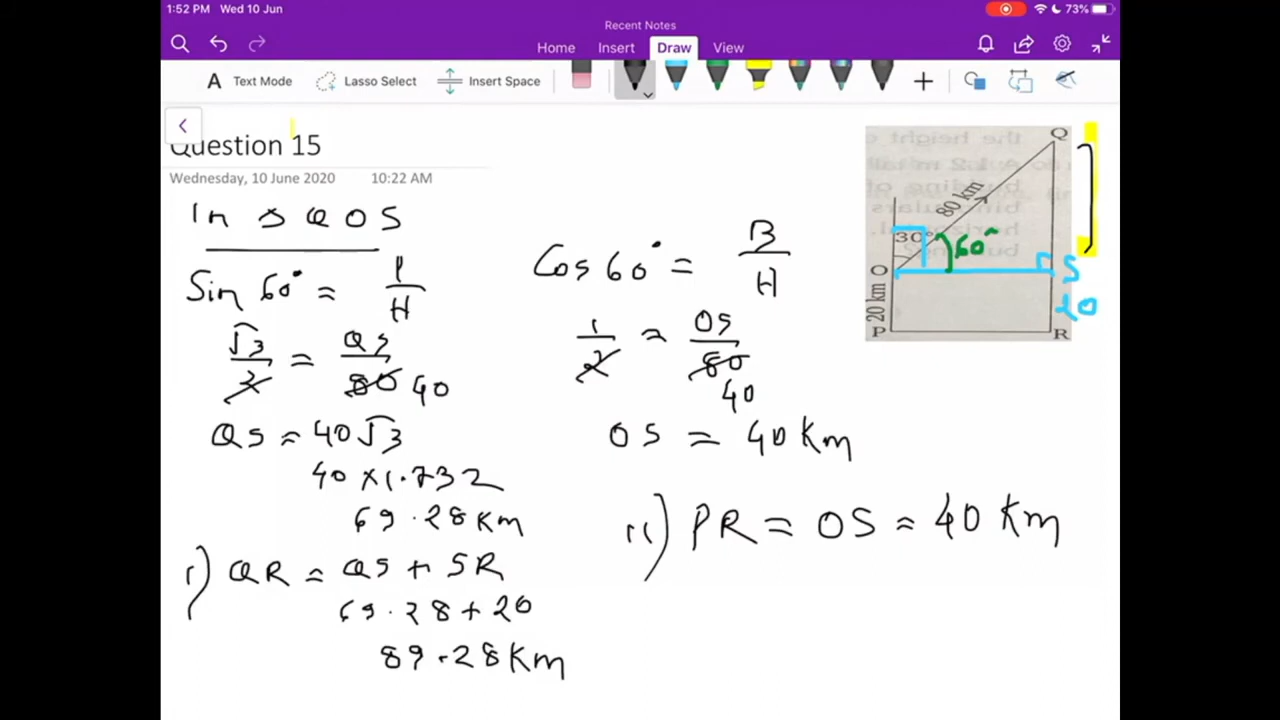 1:52 PM Wed 10 Jun
73%
Recent Notes
Home Insert Draw View
A Text Mode Lasso Select Insert Space
Question 15
Wednesday, 10 June 2020 10:22 AM
In △ QOS
Sin 60° = P/H
√3/2 = QS/80 40
QS = 40√3
40 × 1.732
69.28 Km
i) QR = QS + SR
69.28 + 20
89.28 Km
Cos 60° = B/H
1/2 = OS/80
40
OS = 40 Km
ii) PR = OS = 40 Km
Q
80 km
30°
60°
O
S
20 km
20
P
R